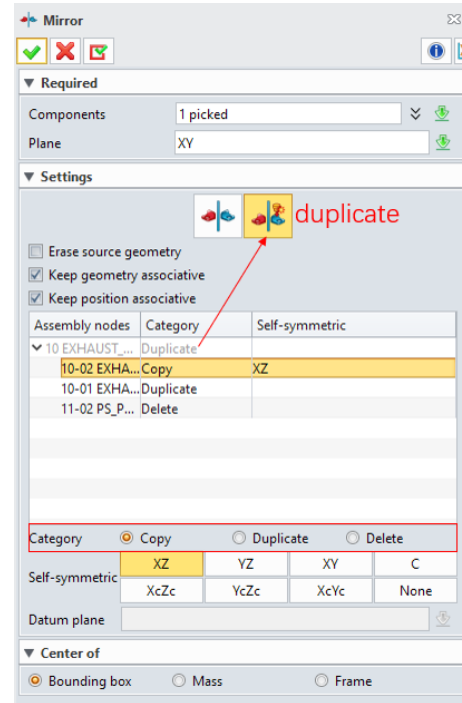 Mirror
Required
Components 1 picked
Plane XY
Settings
duplicate
Erase source geometry
Keep geometry associative
Keep position associative
Assembly nodes Category Self-symmetric
10 EXHAUST_... Duplicate
10-02 EXHA... Copy XZ
10-01 EXHA... Duplicate
11-02 PS_P... Delete
Category Copy Duplicate Delete
XZ YZ XY C
Self-symmetric
XcZc YcZc XcYc None
Datum plane
Center of
Bounding box Mass Frame